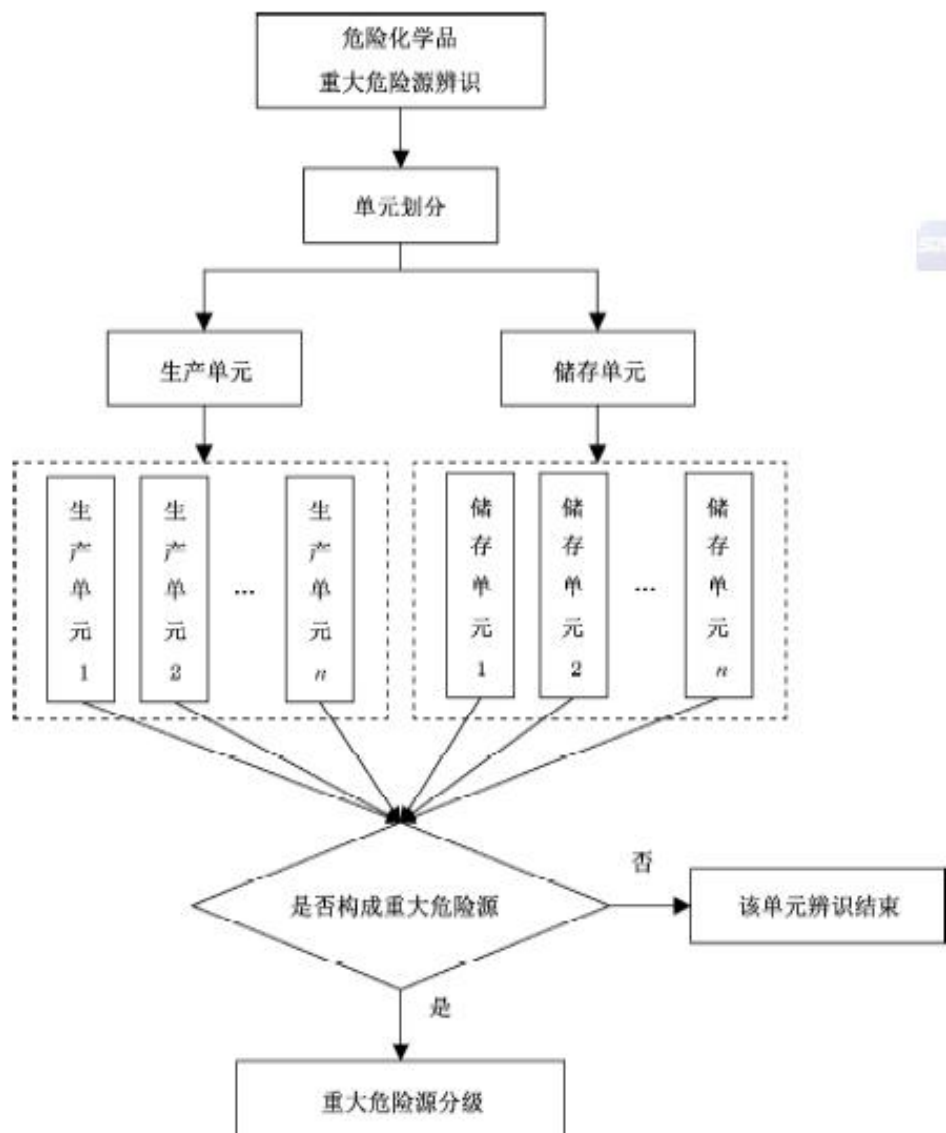 危险化学品
重大危险源辨识
单元划分
生产单元
储存单元
生产单元1
生产单元2
...
生产单元n
储存单元1
储存单元2
...
储存单元n
是否构成重大危险源
否
该单元辨识结束
是
重大危险源分级